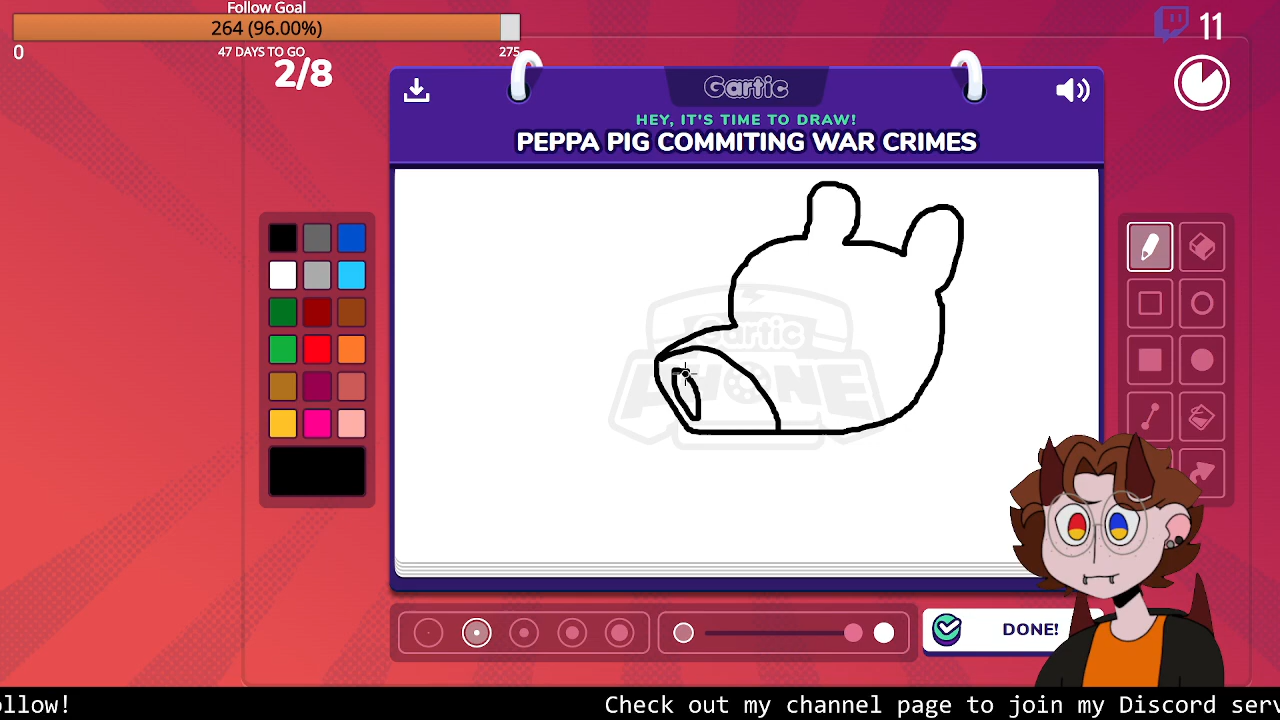 Follow Goal
264 (96.00%)
0
47 DAYS TO GO
275
2/8
11
Gartic
HEY, IT'S TIME TO DRAW!
PEPPA PIG COMMITING WAR CRIMES
Gartic
PHONE
DONE!
ollow!
Check out my channel page to join my Discord serv